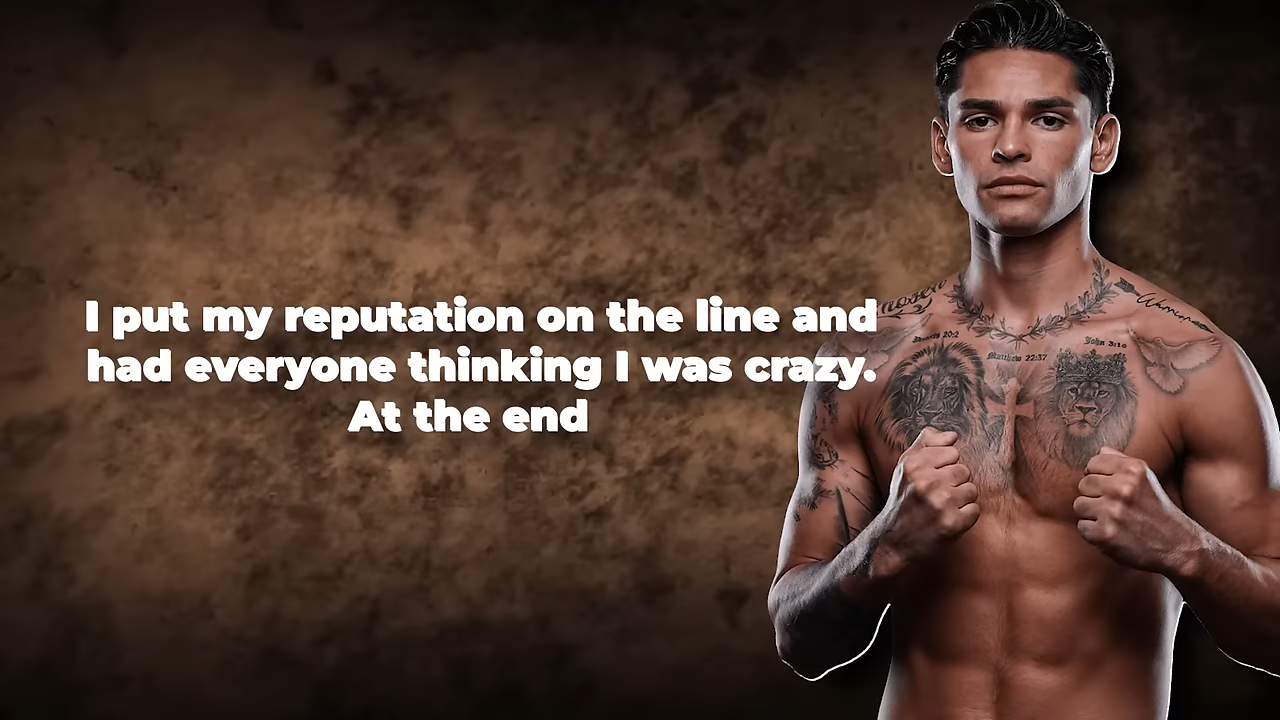 I put my reputation on the line and
had everyone thinking I was crazy.
At the end
Matthew 22:37
John 3:16